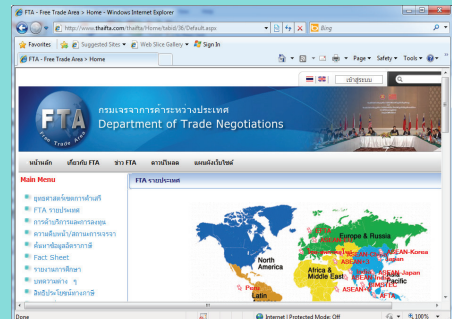 FTA - Free Trade Area > Home - Windows Internet Explorer
http://www.thaifta.com/thaifta/Home/tabid/36/Default.aspx
Bing
Favorites
Suggested Sites
Web Slice Gallery
Sign In
FTA - Free Trade Area > Home
Page
Safety
Tools
เข้าสู่ระบบ
FTA
Free Trade Area
กรมเจรจาการค้าระหว่างประเทศ
Department of Trade Negotiations
หน้าหลัก
เกี่ยวกับ FTA
ข่าว FTA
ดาวน์โหลด
แผนผังเว็บไซต์
Main Menu
FTA รายประเทศ
ยุทธศาสตร์เขตการค้าเสรี
FTA รายประเทศ
การค้าบริการและการลงทุน
ความคืบหน้า/สถานะการเจรจา
ค้นหาข้อมูลอัตราภาษี
Fact Sheet
รายงานการศึกษา
บทความต่าง ๆ
สิทธิประโยชน์ทางภาษี
Europe & Russia
North
America
Africa &
Middle East
Latin
Peru
EFTA
ASEAN-Korea
Japan
ASEAN-Japan
India
Pacific
BIMSTEC
AFTA
Done
Internet | Protected Mode: Off
100%